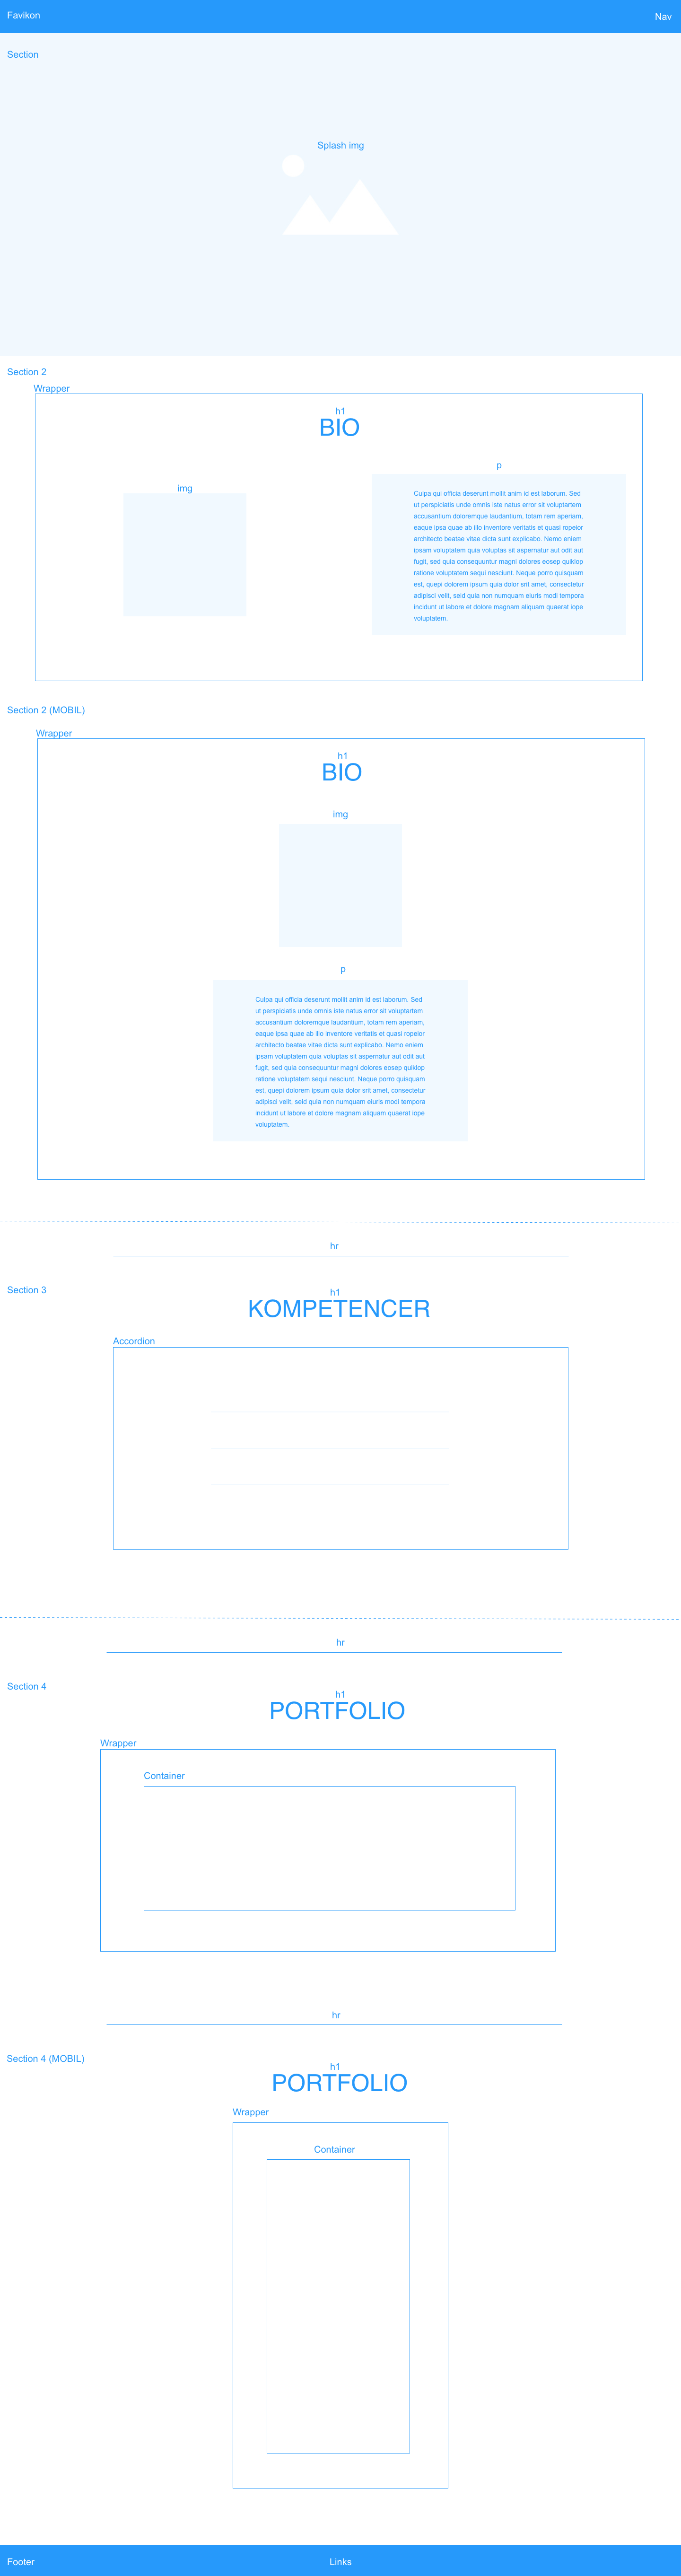 Favikon
Nav
Section
Splash img
Section 2
Wrapper
h1
BIO
p
img
Culpa qui officia deserunt mollit anim id est laborum. Sed
ut perspiciatis unde omnis iste natus error sit voluptartem
accusantium doloremque laudantium, totam rem aperiam,
eaque ipsa quae ab illo inventore veritatis et quasi ropeior
architecto beatae vitae dicta sunt explicabo. Nemo eniem
ipsam voluptatem quia voluptas sit aspernatur aut odit aut
fugit, sed quia consequuntur magni dolores eosep quiklop
ratione voluptatem sequi nesciunt. Neque porro quisquam
est, quepi dolorem ipsum quia dolor srit amet, consectetur
adipisci velit, seid quia non numquam eiuris modi tempora
incidunt ut labore et dolore magnam aliquam quaerat iope
voluptatem.
Section 2 (MOBIL)
Wrapper
h1
BIO
img
p
Culpa qui officia deserunt mollit anim id est laborum. Sed
ut perspiciatis unde omnis iste natus error sit voluptartem
accusantium doloremque laudantium, totam rem aperiam,
eaque ipsa quae ab illo inventore veritatis et quasi ropeior
architecto beatae vitae dicta sunt explicabo. Nemo eniem
ipsam voluptatem quia voluptas sit aspernatur aut odit aut
fugit, sed quia consequuntur magni dolores eosep quiklop
ratione voluptatem sequi nesciunt. Neque porro quisquam
est, quepi dolorem ipsum quia dolor srit amet, consectetur
adipisci velit, seid quia non numquam eiuris modi tempora
incidunt ut labore et dolore magnam aliquam quaerat iope
voluptatem.
hr
Section 3
h1
KOMPETENCER
Accordion
hr
Section 4
h1
PORTFOLIO
Wrapper
Container
hr
Section 4 (MOBIL)
h1
PORTFOLIO
Wrapper
Container
Footer
Links